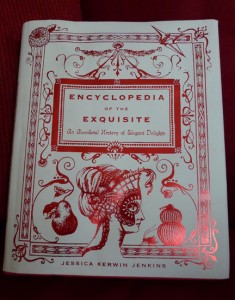 ENCYCLOPEDIA
OF THE
EXQUISITE
An Anecdotal History of Elegant Delights
JESSICA KERWIN JENKINS